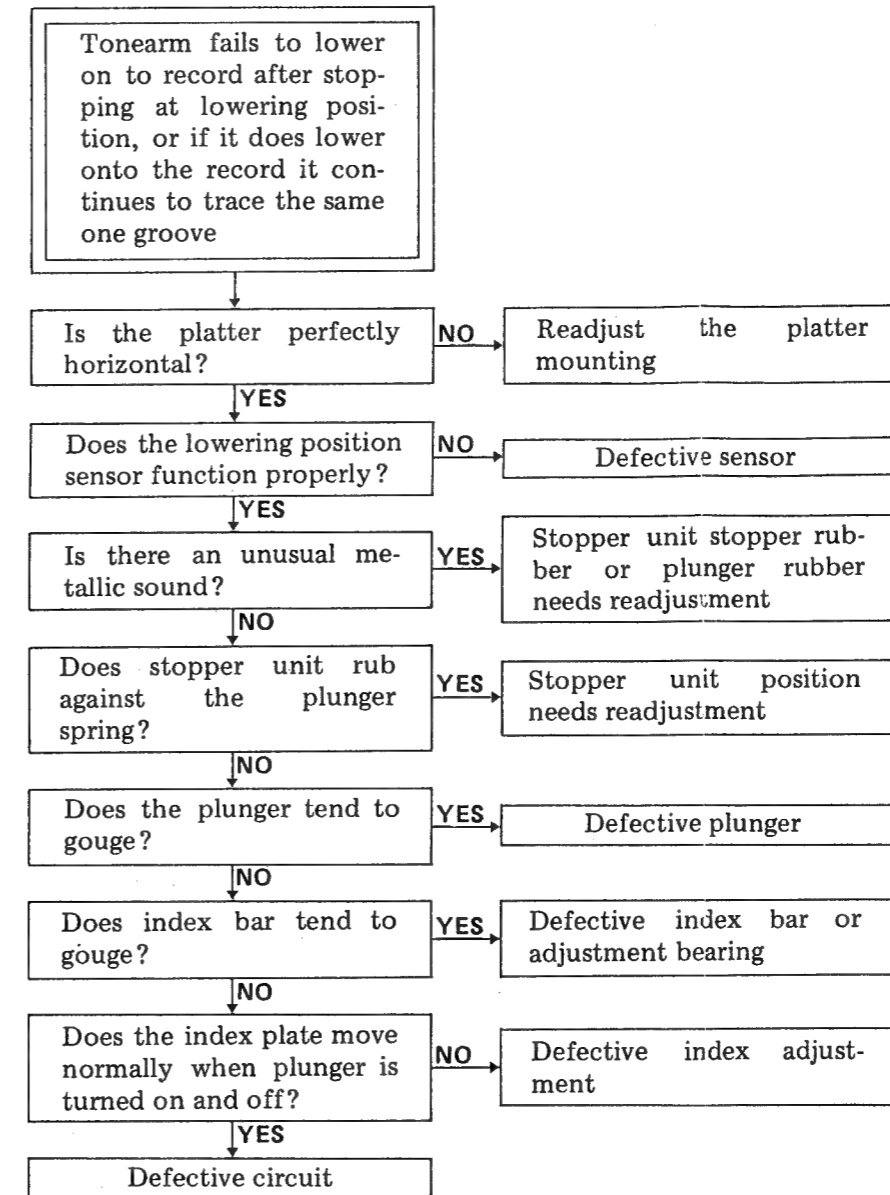 Tonearm fails to lower
on to record after stop-
ping at lowering posi-
tion, or if it does lower
onto the record it con-
tinues to trace the same
one groove
Is the platter perfectly
horizontal?
NO
Readjust the platter
mounting
YES
Does the lowering position
sensor function properly?
NO
Defective sensor
YES
Is there an unusual me-
tallic sound?
YES
Stopper unit stopper rub-
ber or plunger rubber
needs readjustment
NO
Does stopper unit rub
against the plunger
spring?
YES
Stopper unit position
needs readjustment
NO
Does the plunger tend to
gouge?
YES
Defective plunger
NO
Does index bar tend to
gouge?
YES
Defective index bar or
adjustment bearing
NO
Does the index plate move
normally when plunger is
turned on and off?
NO
Defective index adjust-
ment
YES
Defective circuit